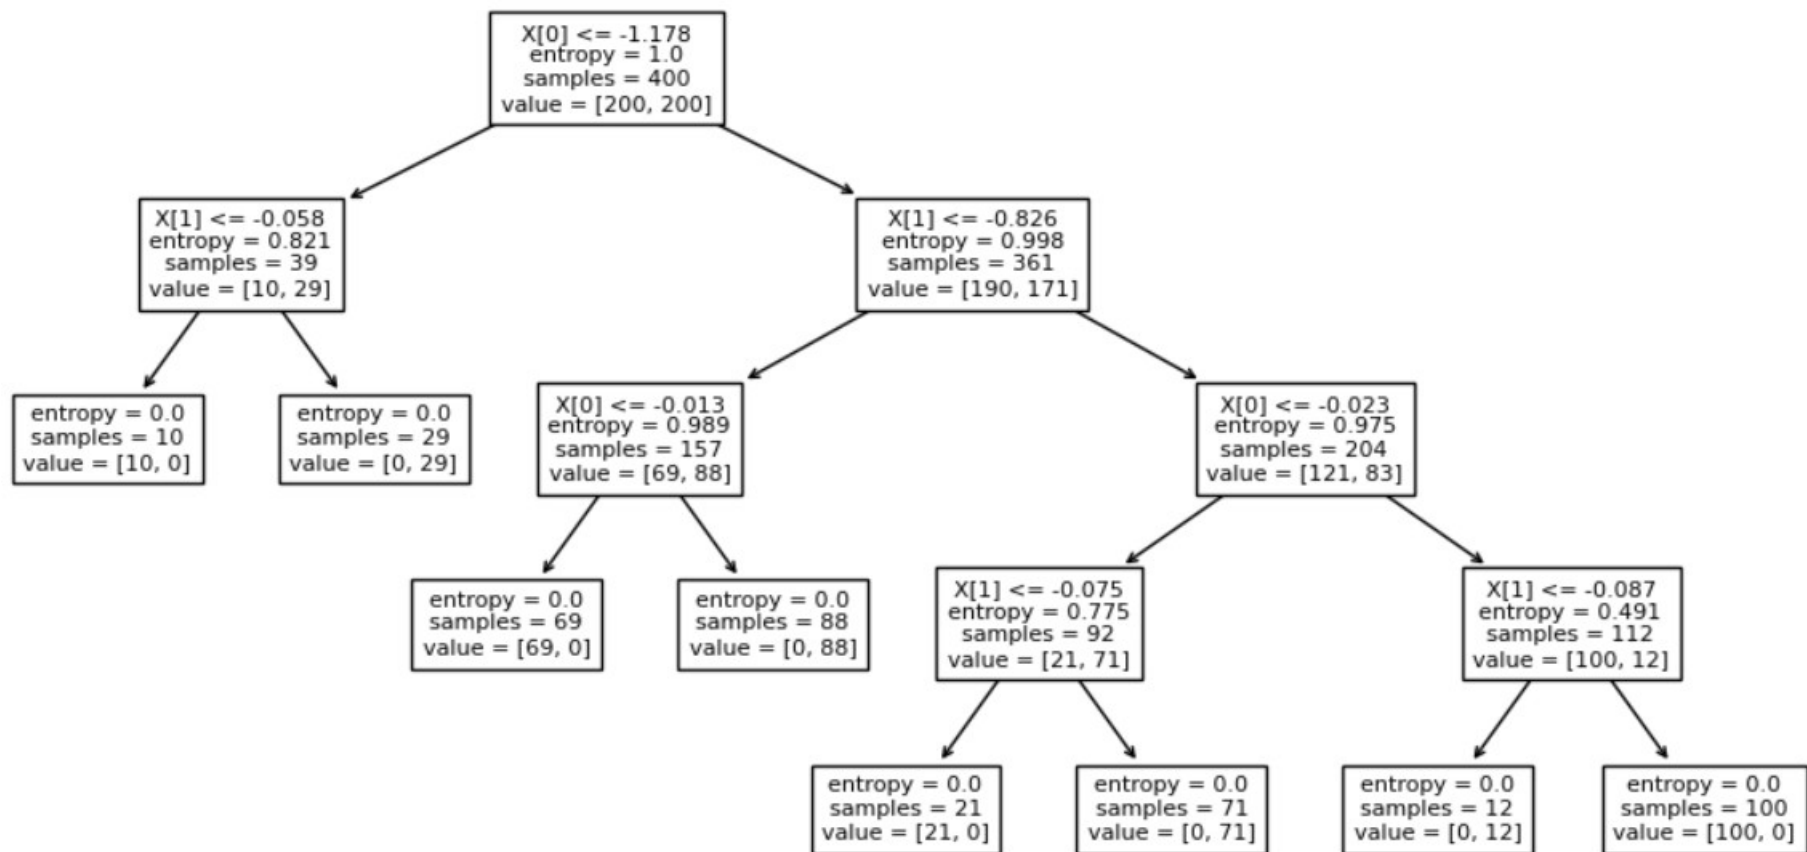 X[0] <= -1.178
entropy = 1.0
samples = 400
value = [200, 200]
X[1] <= -0.058
entropy = 0.821
samples = 39
value = [10, 29]
X[1] <= -0.826
entropy = 0.998
samples = 361
value = [190, 171]
entropy = 0.0
samples = 10
value = [10, 0]
entropy = 0.0
samples = 29
value = [0, 29]
X[0] <= -0.013
entropy = 0.989
samples = 157
value = [69, 88]
X[0] <= -0.023
entropy = 0.975
samples = 204
value = [121, 83]
entropy = 0.0
samples = 69
value = [69, 0]
entropy = 0.0
samples = 88
value = [0, 88]
X[1] <= -0.075
entropy = 0.775
samples = 92
value = [21, 71]
X[1] <= -0.087
entropy = 0.491
samples = 112
value = [100, 12]
entropy = 0.0
samples = 21
value = [21, 0]
entropy = 0.0
samples = 71
value = [0, 71]
entropy = 0.0
samples = 12
value = [0, 12]
entropy = 0.0
samples = 100
value = [100, 0]